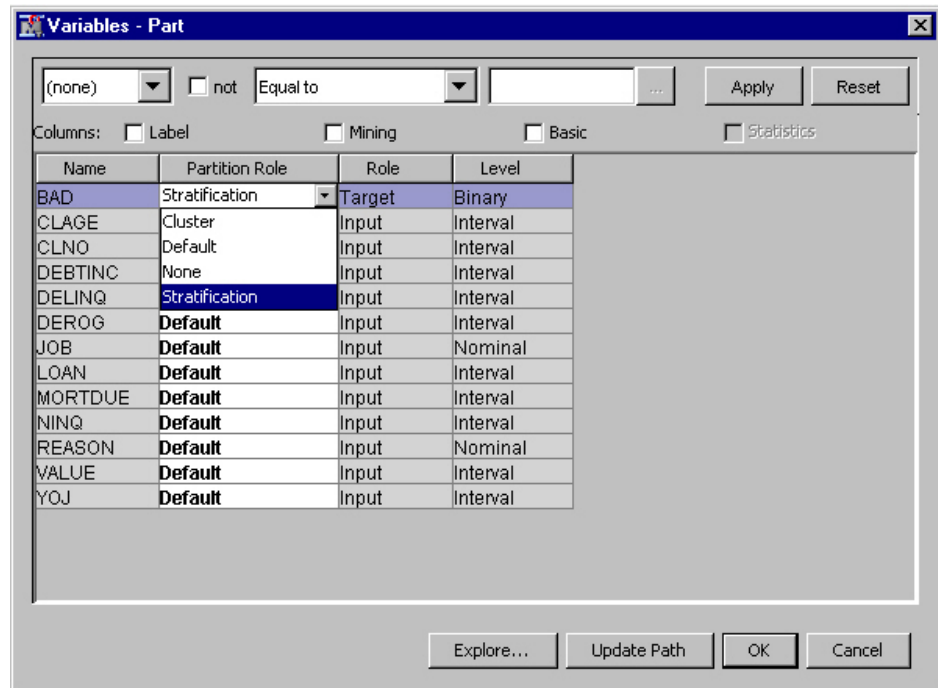 Variables - Part
(none) not Equal to ... Apply Reset
Columns: Label Mining Basic Statistics
Name Partition Role Role Level
BAD Stratification Target Binary
CLAGE Cluster Input Interval
CLNO Default Input Interval
DEBTINC None Input Interval
DELINQ Stratification Input Interval
DEROG Default Input Interval
JOB Default Input Nominal
LOAN Default Input Interval
MORTDUE Default Input Interval
NINQ Default Input Interval
REASON Default Input Nominal
VALUE Default Input Interval
YOJ Default Input Interval
Explore... Update Path OK Cancel